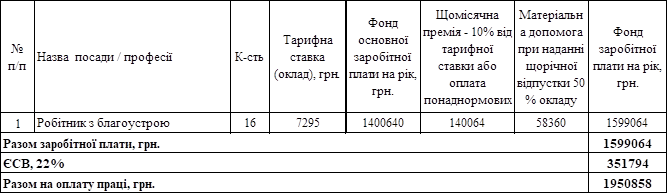 № п/п
Назва посади / професії
К-сть
Тарифна ставка (оклад), грн.
Фонд основної заробітної плати на рік, грн.
Щомісячна премія - 10% від тарифної ставки або оплата понаднормових
Матеріальна допомога при наданні щорічної відпустки 50 % окладу
Фонд заробітної плати на рік, грн.
1 Робітник з благоустрою 16 7295 1400640 140064 58360 1599064
Разом заробітної плати, грн. 1599064
ЄСВ, 22% 351794
Разом на оплату праці, грн. 1950858